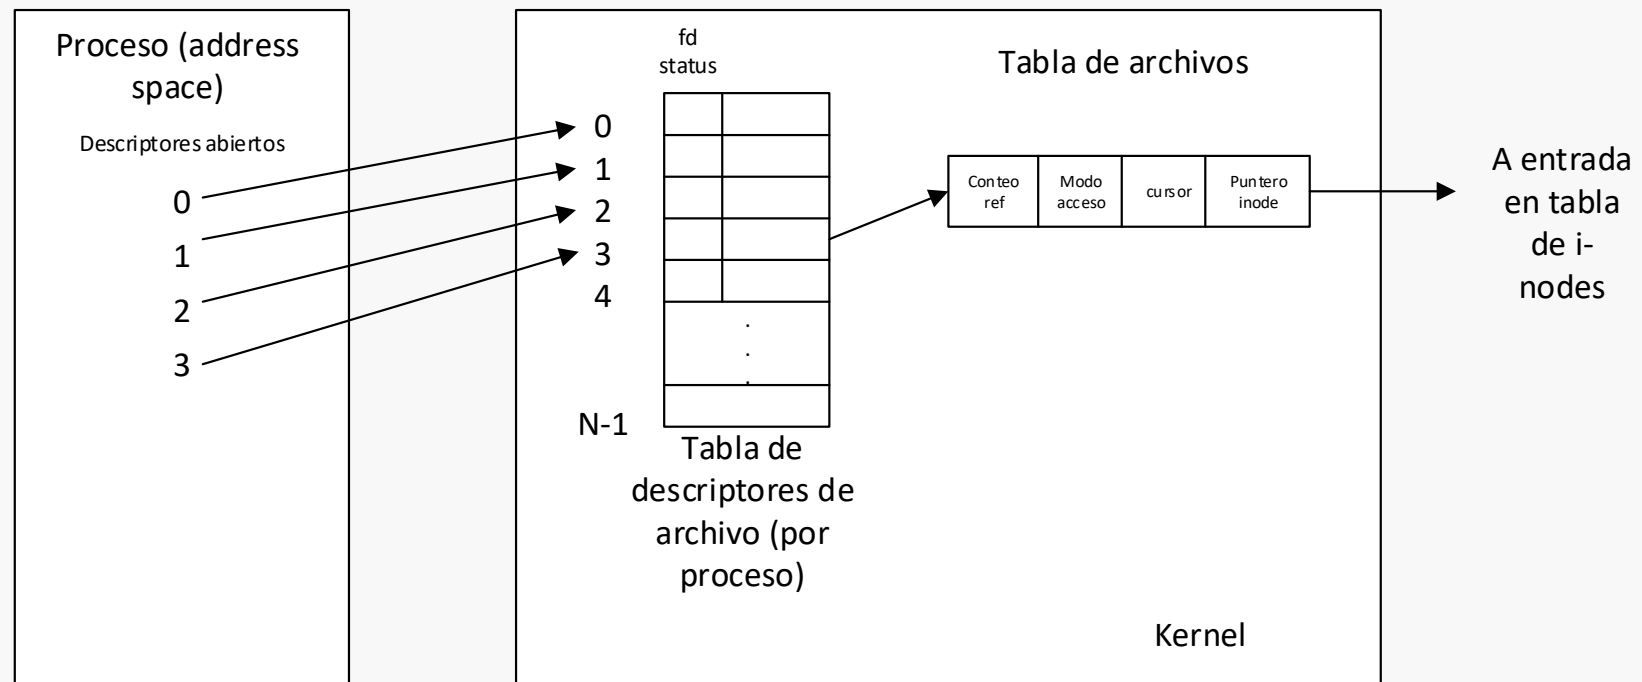 Proceso (address
space)
Descriptores abiertos
0
1
2
3
fd
status
0
1
2
3
4
.
.
.
N-1
Tabla de
descriptores de
archivo (por
proceso)
Tabla de archivos
Conteo
ref
Modo
acceso
cursor
Puntero
inode
Kernel
A entrada
en tabla
de i-
nodes